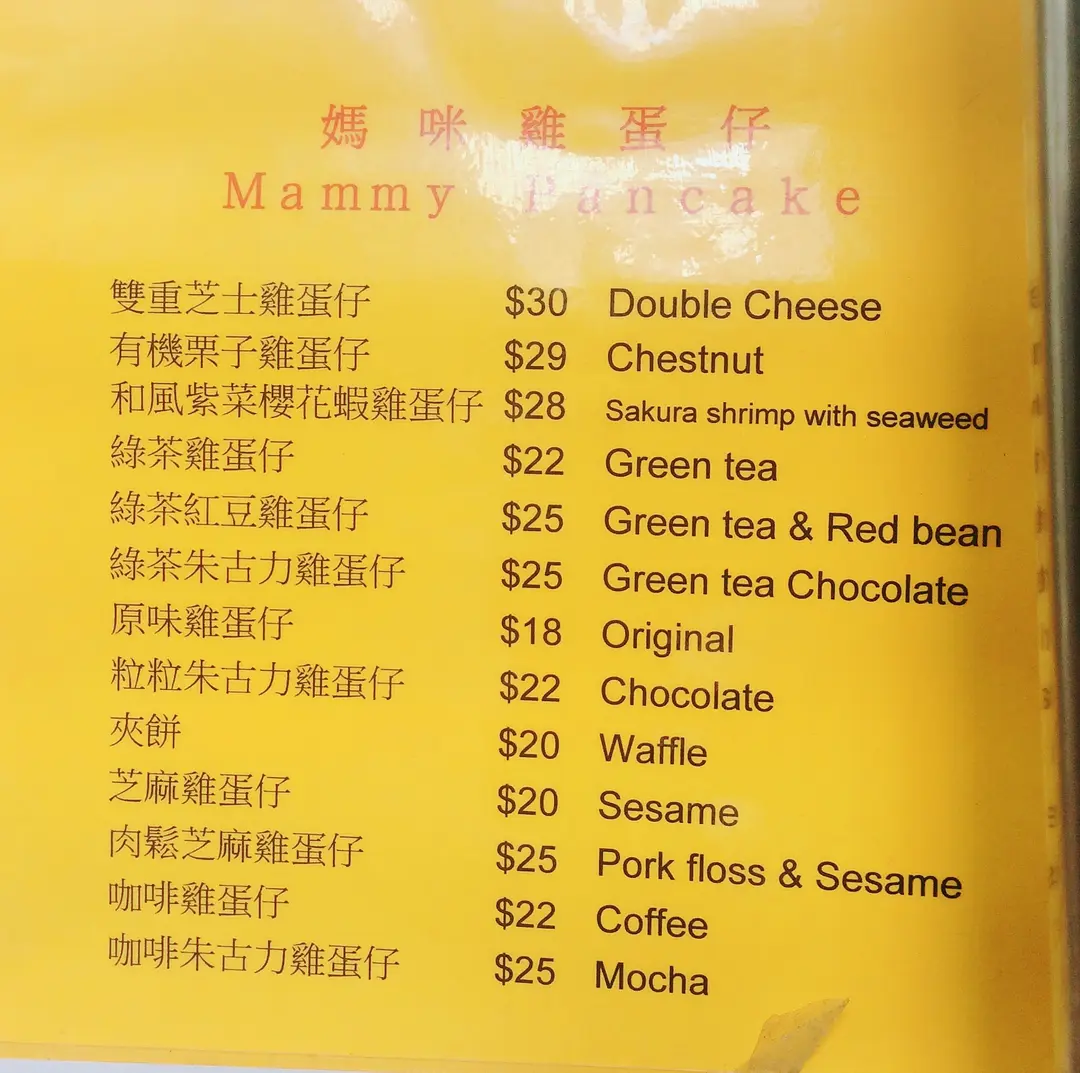 媽咪雞蛋仔
Mammy Pancake
雙重芝士雞蛋仔 $30 Double Cheese
有機栗子雞蛋仔 $29 Chestnut
和風紫菜櫻花蝦雞蛋仔 $28 Sakura shrimp with seaweed
綠茶雞蛋仔 $22 Green tea
綠茶紅豆雞蛋仔 $25 Green tea & Red bean
綠茶朱古力雞蛋仔 $25 Green tea Chocolate
原味雞蛋仔 $18 Original
粒粒朱古力雞蛋仔 $22 Chocolate
夾餅 $20 Waffle
芝麻雞蛋仔 $20 Sesame
肉鬆芝麻雞蛋仔 $25 Pork floss & Sesame
咖啡雞蛋仔 $22 Coffee
咖啡朱古力雞蛋仔 $25 Mocha